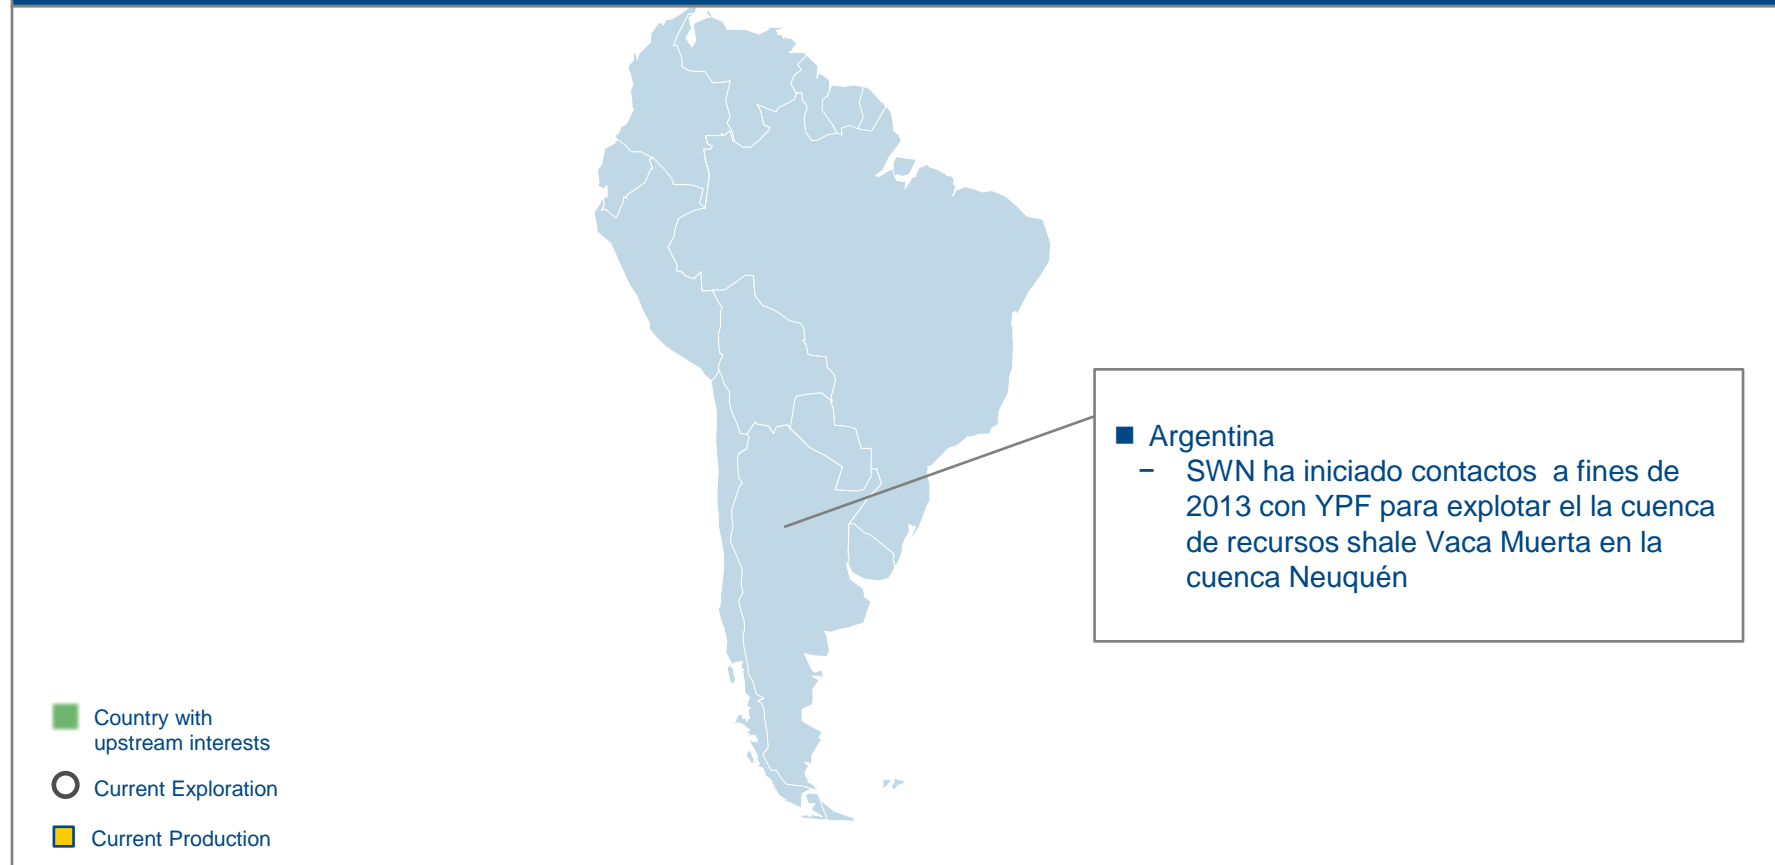 ■ Argentina
– SWN ha iniciado contactos a fines de
2013 con YPF para explotar el la cuenca
de recursos shale Vaca Muerta en la
cuenca Neuquén
Country with
upstream interests
Current Exploration
Current Production